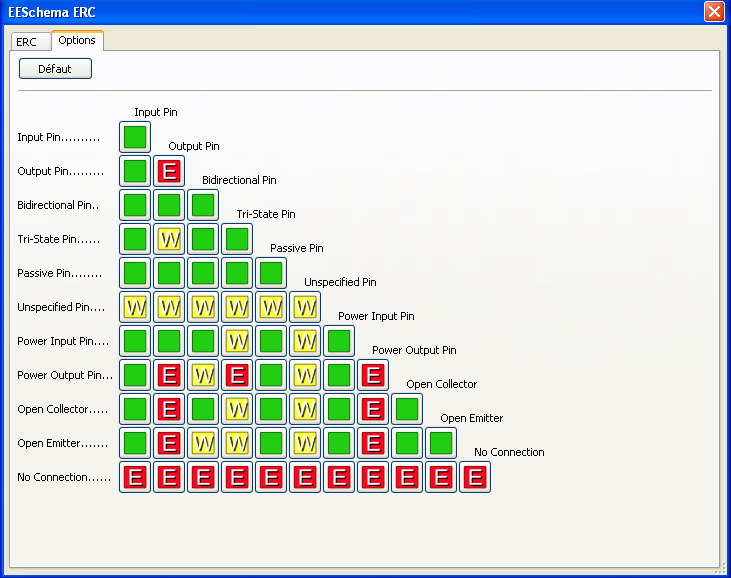 EESchema ERC
ERC Options
Défaut
Input Pin
Input Pin..........
Output Pin
Output Pin......... E
Bidirectional Pin
Bidirectional Pin..
Tri-State Pin
Tri-State Pin...... W
Passive Pin
Passive Pin........
Unspecified Pin
Unspecified Pin.... W W W W W W
Power Input Pin
Power Input Pin.... W W
Power Output Pin
Power Output Pin... E W E W E
Open Collector
Open Collector..... E W W E
Open Emitter
Open Emitter....... E W W W E
No Connection
No Connection...... E E E E E E E E E E E